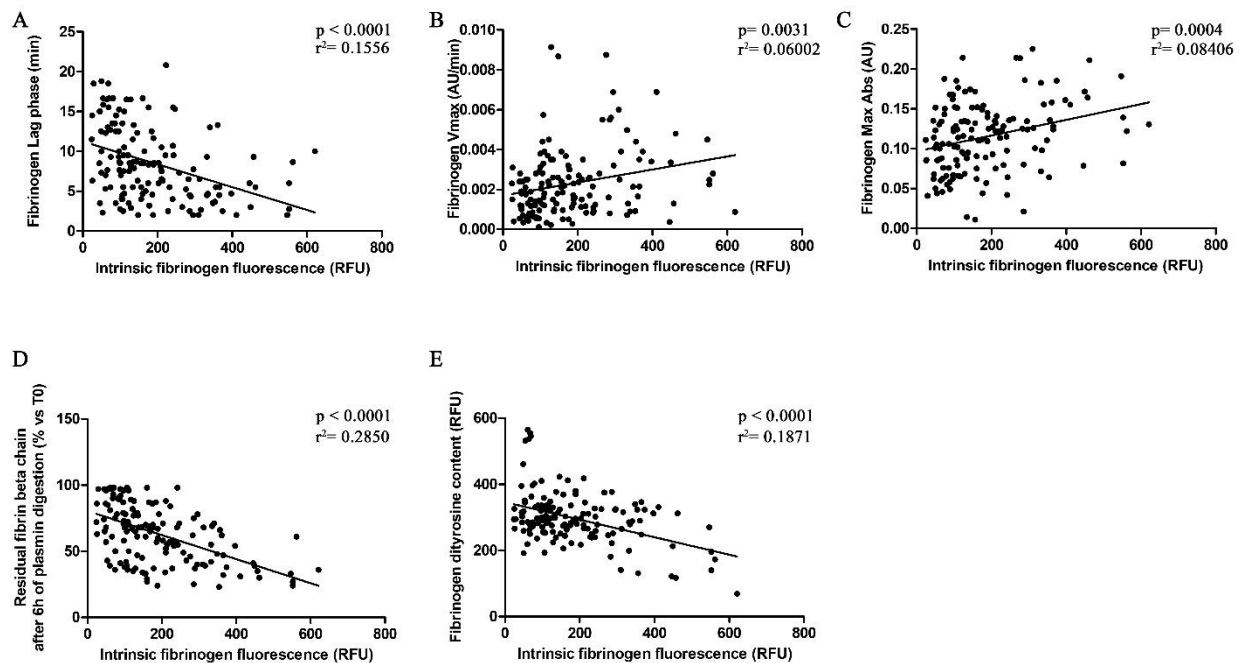 A
p < 0.0001
r²= 0.1556
Fibrinogen Lag phase (min)
25
20
15
10
5
0
0 200 400 600 800
Intrinsic fibrinogen fluorescence (RFU)
B
p= 0.0031
r²= 0.06002
Fibrinogen Vmax (AU/min)
0.010
0.008
0.006
0.004
0.002
0.000
0 200 400 600 800
Intrinsic fibrinogen fluorescence (RFU)
C
p= 0.0004
r²= 0.08406
Fibrinogen Max Abs (AU)
0.25
0.20
0.15
0.10
0.05
0.00
0 200 400 600 800
Intrinsic fibrinogen fluorescence (RFU)
D
p < 0.0001
r²= 0.2850
Residual fibrin beta chain
after 6h of plasmin digestion (% vs T0)
150
100
50
0
0 200 400 600 800
Intrinsic fibrinogen fluorescence (RFU)
E
p < 0.0001
r²= 0.1871
Fibrinogen dityrosine content (RFU)
600
400
200
0
0 200 400 600 800
Intrinsic fibrinogen fluorescence (RFU)